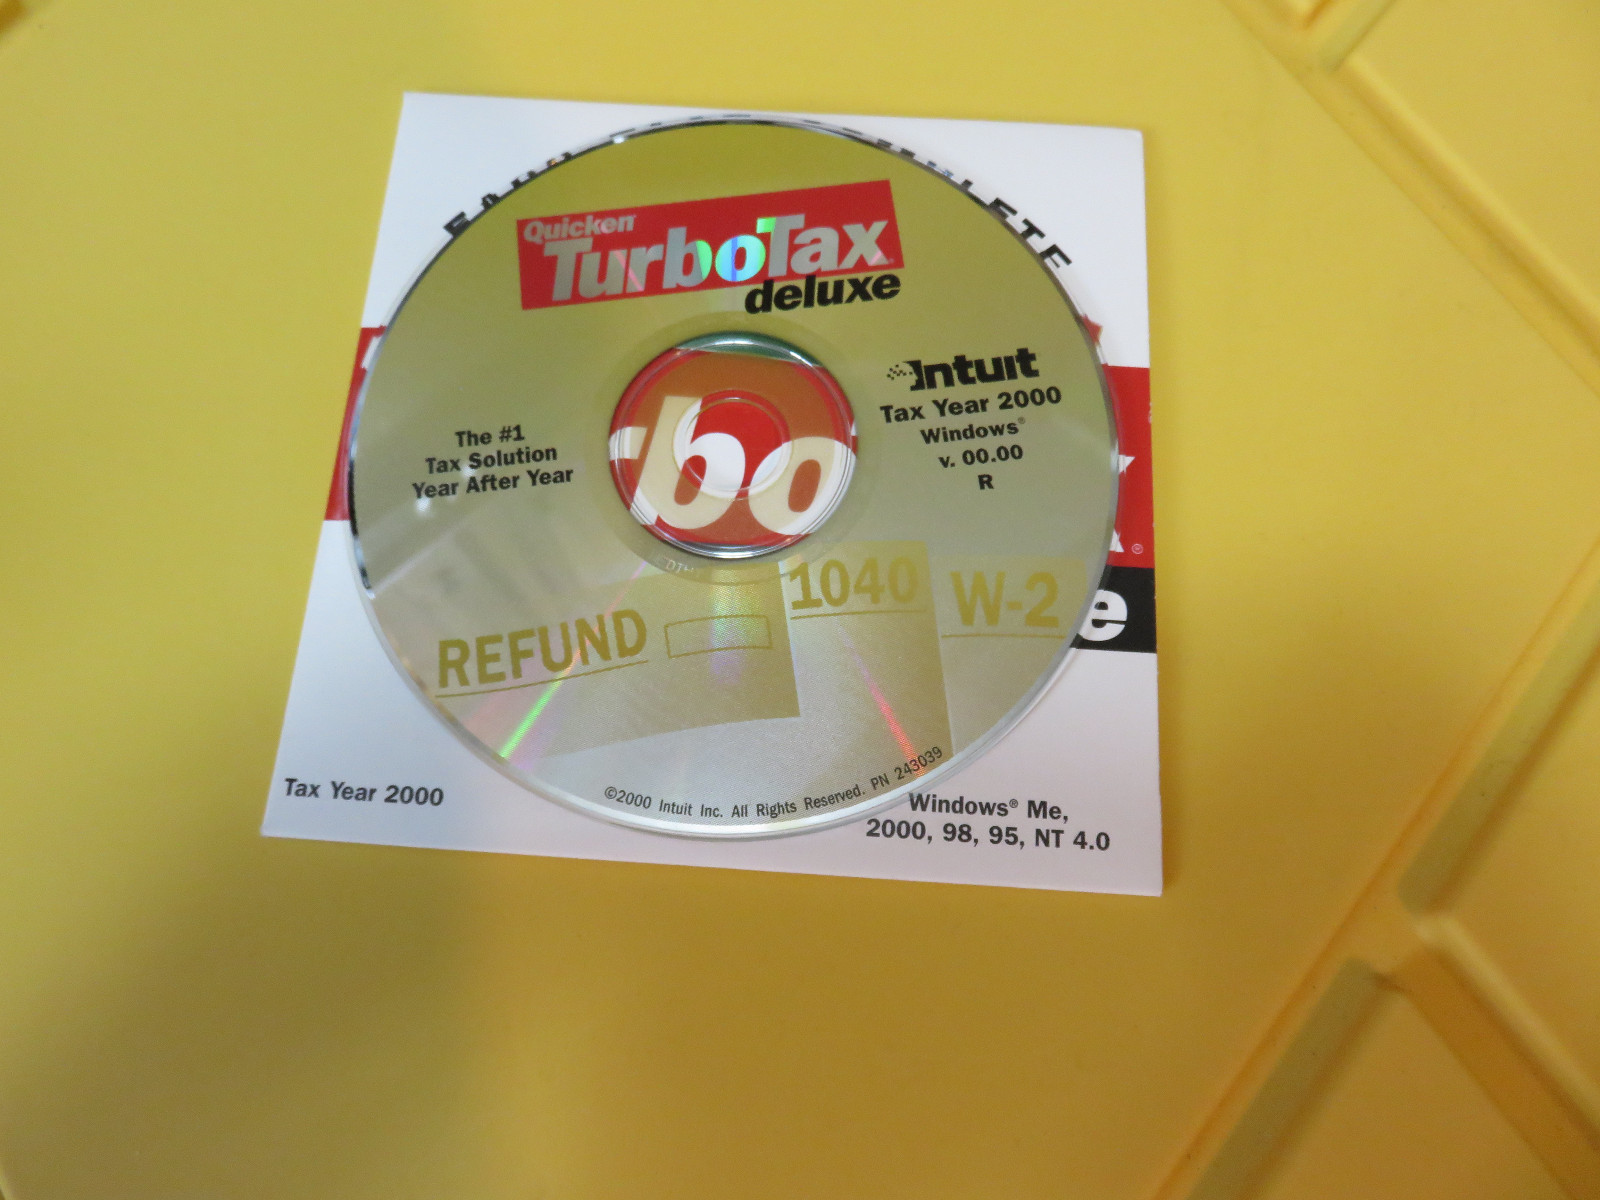 Quicken
TurboTax®
deluxe
Intuit
Tax Year 2000
Windows®
v. 00.00
R
The #1
Tax Solution
Year After Year
bo
REFUND
1040
W-2
©2000 Intuit Inc. All Rights Reserved. PN 243039
e
Tax Year 2000
Windows® Me,
2000, 98, 95, NT 4.0